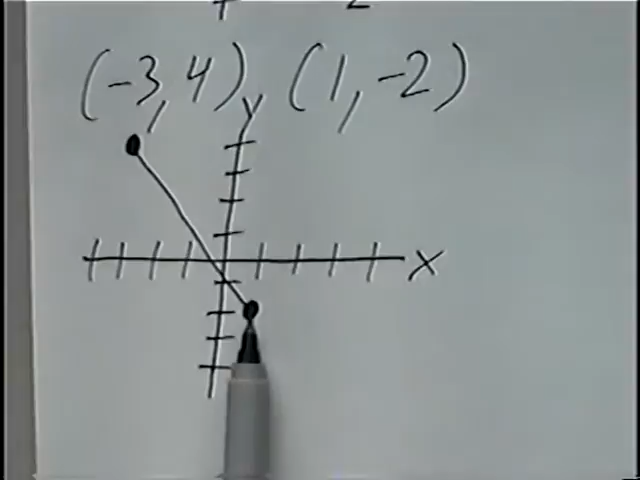 (-3, 4), (1, -2)
y
x